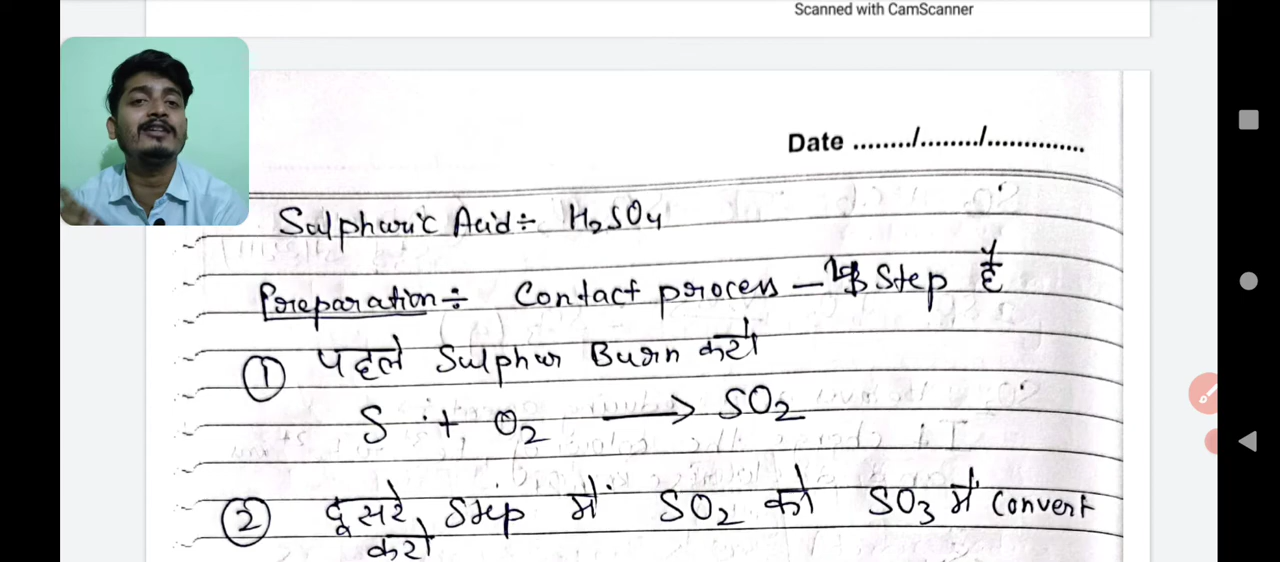 Scanned with CamScanner
Date ......../......../..............
Sulphuric Acid÷ H₂SO₄
Preparation÷ Contact process – Step है
① पहले Sulphur Burn करो
S + O₂ ⟶ SO₂
② दूसरे Step में SO₂ को SO₃ में convert
करो